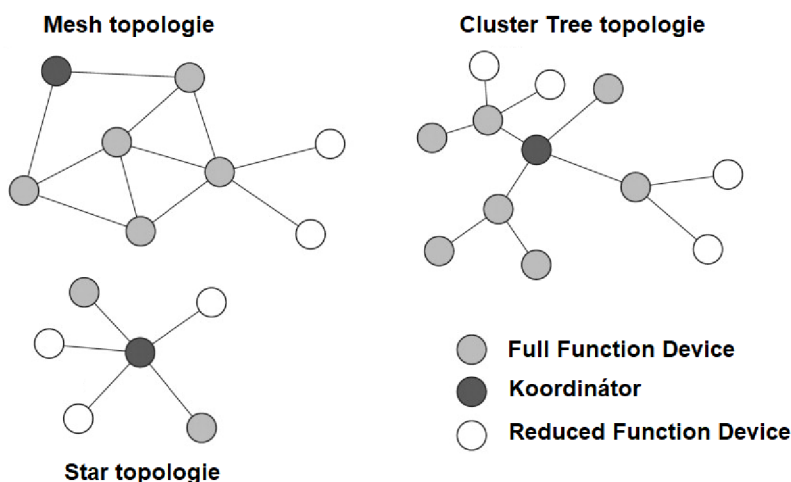 Mesh topologie
Cluster Tree topologie
Full Function Device
Koordinátor
Reduced Function Device
Star topologie